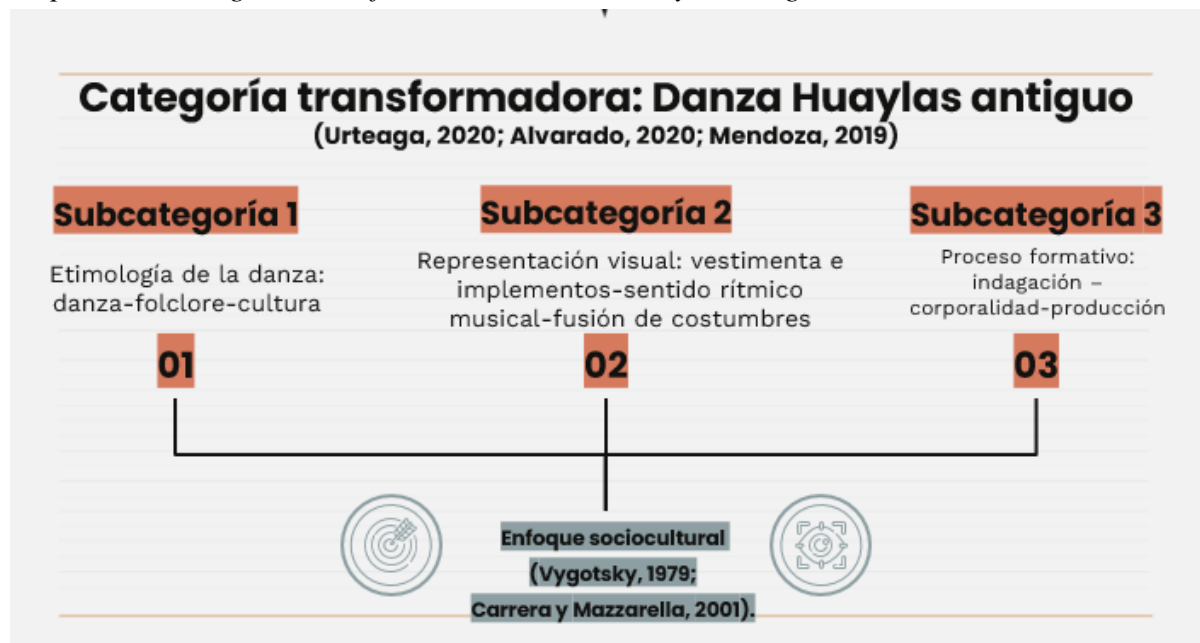 Categoría transformadora: Danza Huaylas antiguo
(Urteaga, 2020; Alvarado, 2020; Mendoza, 2019)
Subcategoría 1
Etimología de la danza:
danza-folclore-cultura
01
Subcategoría 2
Representación visual: vestimenta e
implementos-sentido rítmico
musical-fusión de costumbres
02
Subcategoría 3
Proceso formativo:
indagación –
corporalidad-producción
03
Enfoque sociocultural
(Vygotsky, 1979;
Carrera y Mazzarella, 2001).